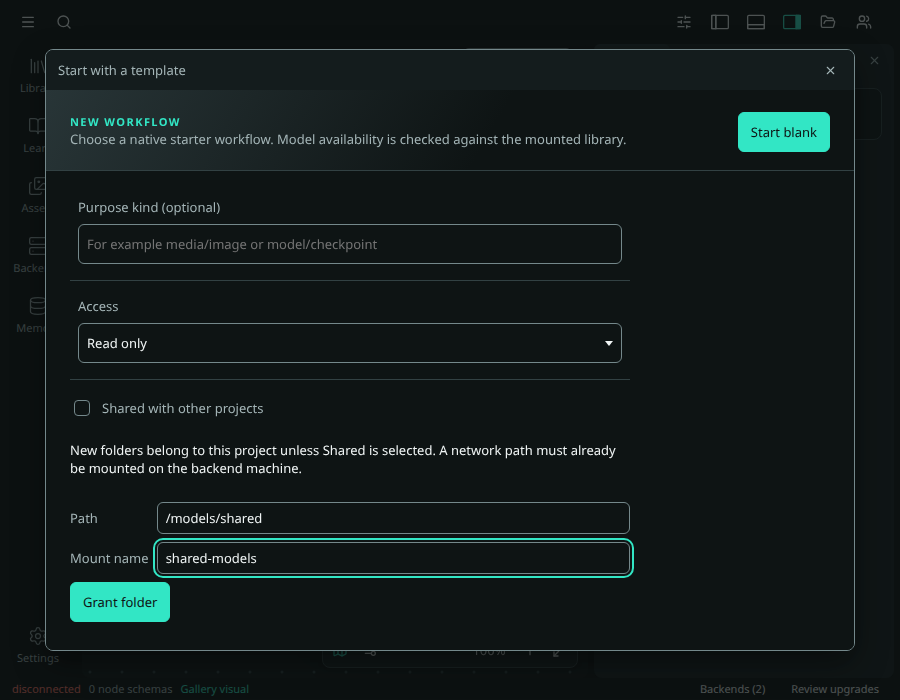 Start with a template
NEW WORKFLOW
Choose a native starter workflow. Model availability is checked against the mounted library.
Start blank
Purpose kind (optional)
For example media/image or model/checkpoint
Access
Read only
Shared with other projects
New folders belong to this project unless Shared is selected. A network path must already
be mounted on the backend machine.
Path
/models/shared
Mount name
shared-models
Grant folder
Settings
disconnected
0 node schemas
Gallery visual
Backends (2)
Review upgrades